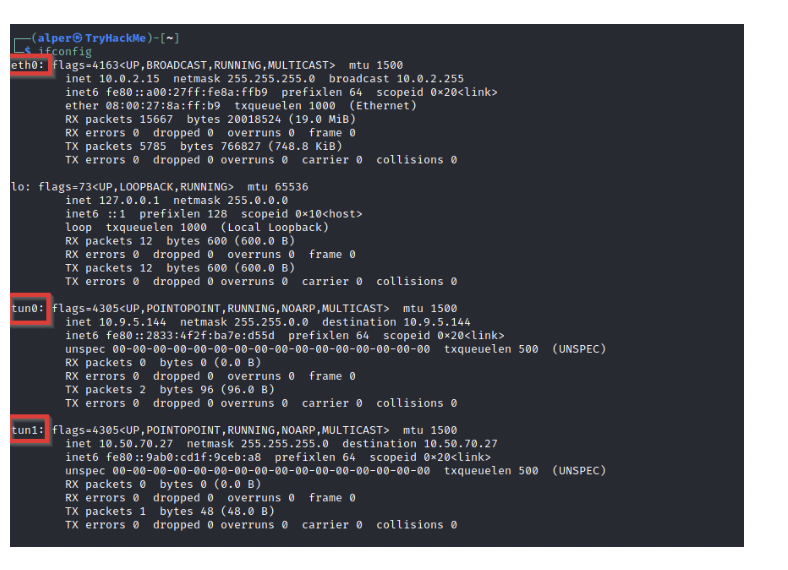 ┌──(alper㉿TryHackMe)-[~]
└─$ ifconfig
eth0: flags=4163<UP,BROADCAST,RUNNING,MULTICAST>  mtu 1500
inet 10.0.2.15  netmask 255.255.255.0  broadcast 10.0.2.255
inet6 fe80::a00:27ff:fe8a:ffb9  prefixlen 64  scopeid 0×20<link>
ether 08:00:27:8a:ff:b9  txqueuelen 1000  (Ethernet)
RX packets 15667  bytes 20018524 (19.0 MiB)
RX errors 0  dropped 0  overruns 0  frame 0
TX packets 5785  bytes 766827 (748.8 KiB)
TX errors 0  dropped 0 overruns 0  carrier 0  collisions 0
lo: flags=73<UP,LOOPBACK,RUNNING>  mtu 65536
inet 127.0.0.1  netmask 255.0.0.0
inet6 ::1  prefixlen 128  scopeid 0×10<host>
loop  txqueuelen 1000  (Local Loopback)
RX packets 12  bytes 600 (600.0 B)
RX errors 0  dropped 0  overruns 0  frame 0
TX packets 12  bytes 600 (600.0 B)
TX errors 0  dropped 0 overruns 0  carrier 0  collisions 0
tun0: flags=4305<UP,POINTOPOINT,RUNNING,NOARP,MULTICAST>  mtu 1500
inet 10.9.5.144  netmask 255.255.0.0  destination 10.9.5.144
inet6 fe80::2833:4f2f:ba7e:d55d  prefixlen 64  scopeid 0×20<link>
unspec 00-00-00-00-00-00-00-00-00-00-00-00-00-00-00-00  txqueuelen 500  (UNSPEC)
RX packets 0  bytes 0 (0.0 B)
RX errors 0  dropped 0  overruns 0  frame 0
TX packets 2  bytes 96 (96.0 B)
TX errors 0  dropped 0 overruns 0  carrier 0  collisions 0
tun1: flags=4305<UP,POINTOPOINT,RUNNING,NOARP,MULTICAST>  mtu 1500
inet 10.50.70.27  netmask 255.255.255.0  destination 10.50.70.27
inet6 fe80::9ab0:cd1f:9ceb:a8  prefixlen 64  scopeid 0×20<link>
unspec 00-00-00-00-00-00-00-00-00-00-00-00-00-00-00-00  txqueuelen 500  (UNSPEC)
RX packets 0  bytes 0 (0.0 B)
RX errors 0  dropped 0  overruns 0  frame 0
TX packets 1  bytes 48 (48.0 B)
TX errors 0  dropped 0 overruns 0  carrier 0  collisions 0